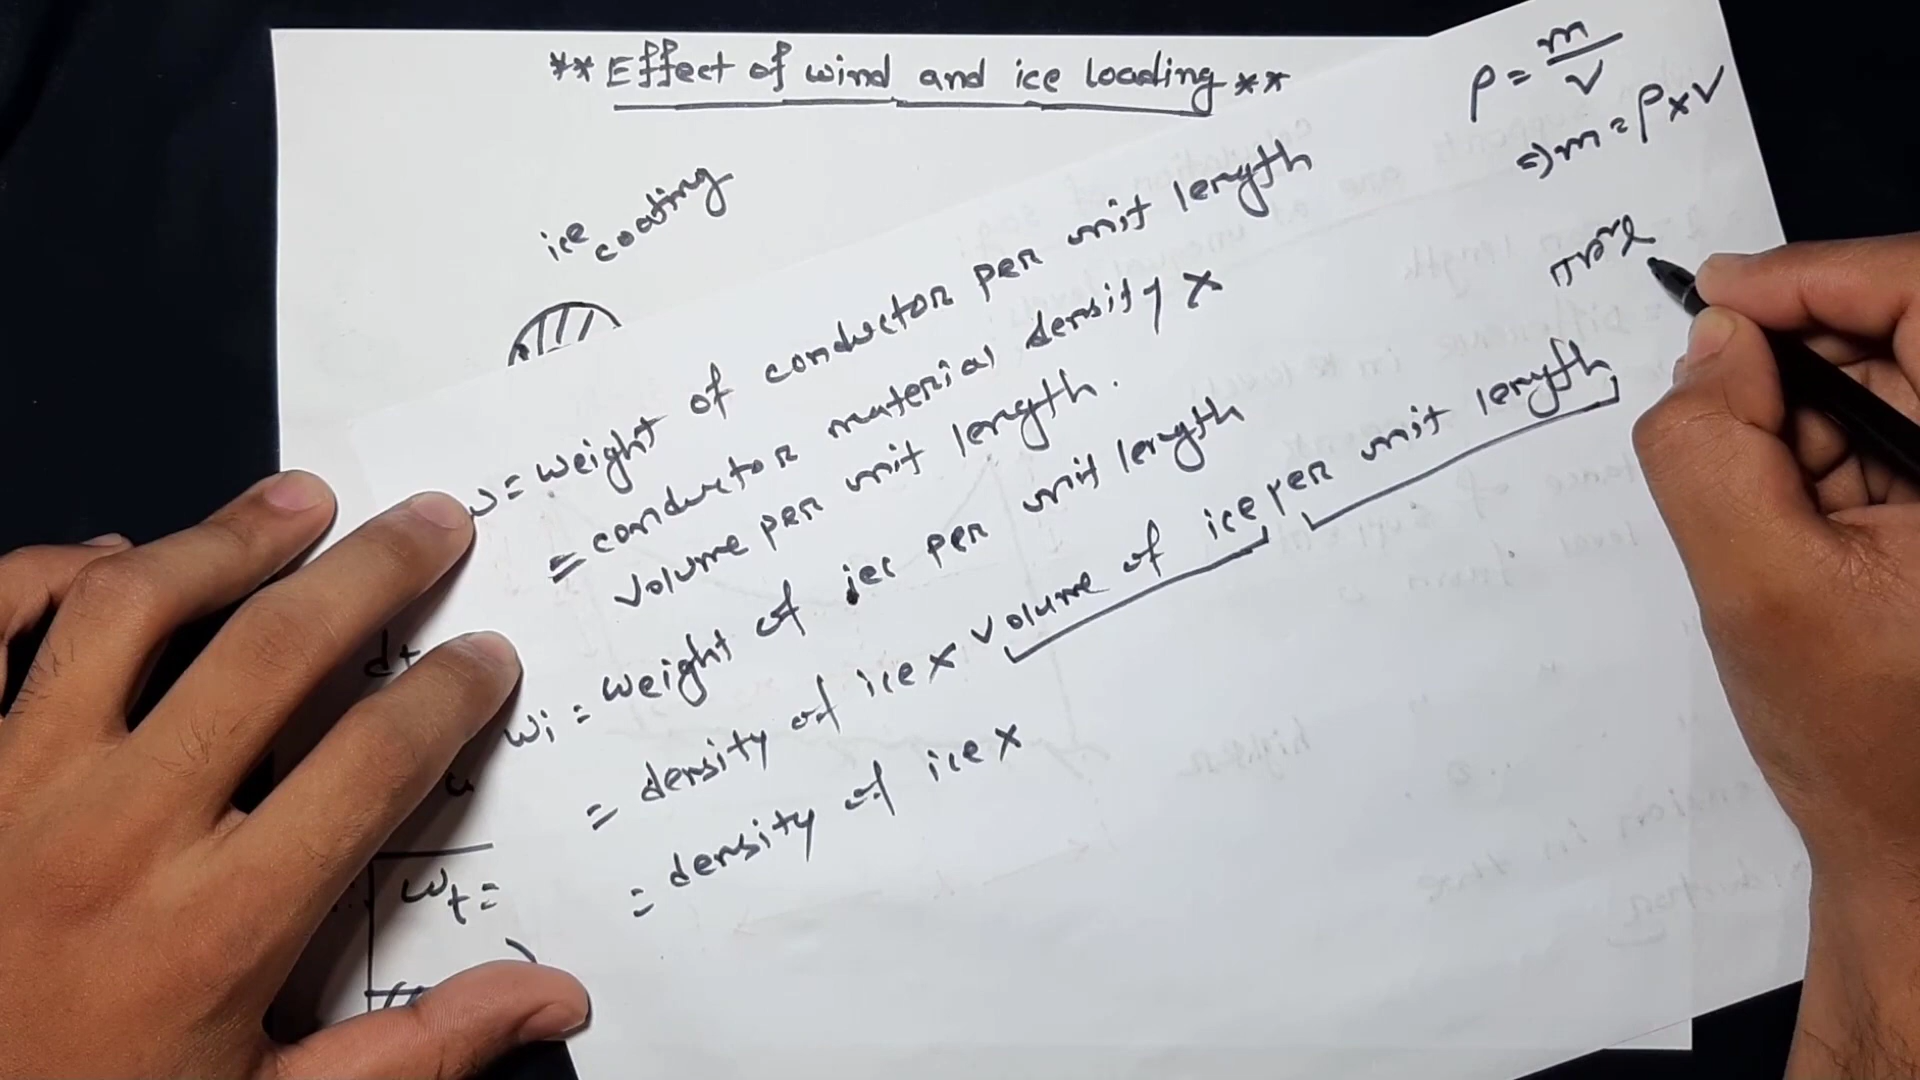 **Effect of wind and ice loading**
ice coating
ρ = m/V
⇒ m = ρ x V
πr²l
w = weight of conductor per unit length
= conductor material density x
volume per unit length.
wi = weight of iec per unit length
= density of ice x volume of ice per unit length
= density of ice x
wt =